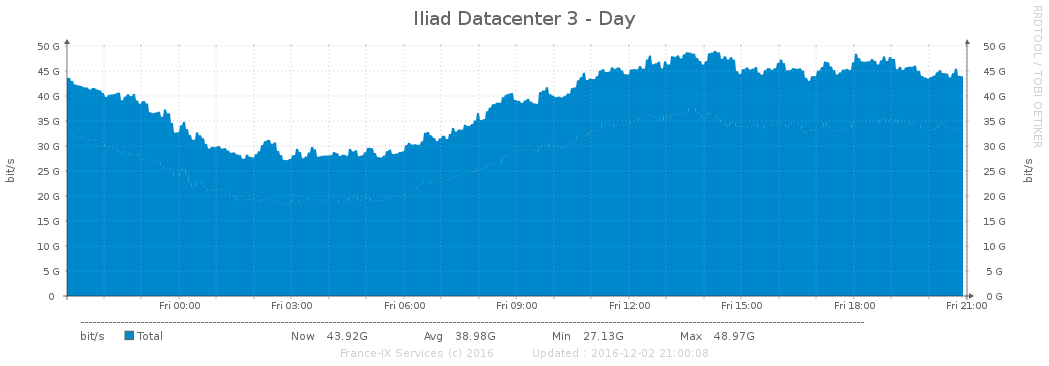 Iliad Datacenter 3 - Day
RRDTOOL / TOBI OETIKER
bit/s
50 G
45 G
40 G
35 G
30 G
25 G
20 G
15 G
10 G
5 G
0
50 G
45 G
40 G
35 G
30 G
25 G
20 G
15 G
10 G
5 G
0 G
bit/s
Fri 00:00 Fri 03:00 Fri 06:00 Fri 09:00 Fri 12:00 Fri 15:00 Fri 18:00 Fri 21:00
bit/s Total Now 43.92G Avg 38.98G Min 27.13G Max 48.97G
France-IX Services (c) 2016 Updated : 2016-12-02 21:00:08